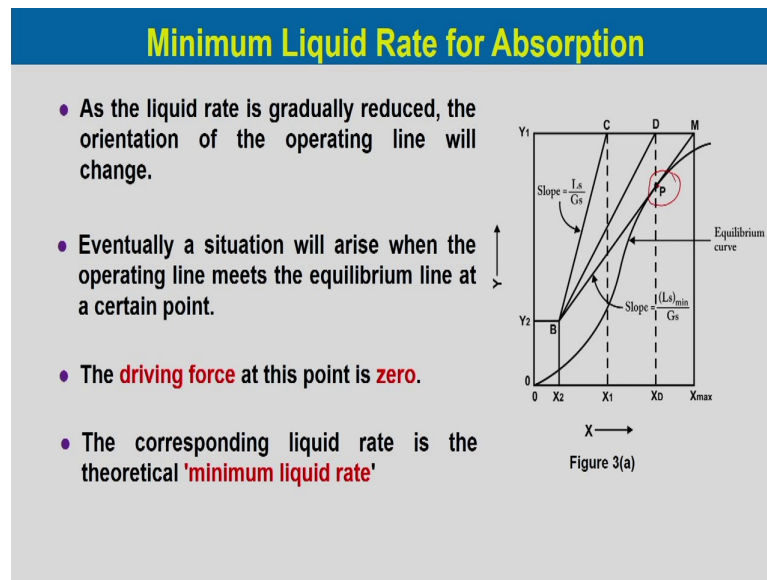 Minimum Liquid Rate for Absorption
• As the liquid rate is gradually reduced, the
orientation of the operating line will
change.
• Eventually a situation will arise when the
operating line meets the equilibrium line at
a certain point.
• The driving force at this point is zero.
• The corresponding liquid rate is the
theoretical 'minimum liquid rate'
Y1
C
D
M
Slope = Ls/Gs
P
Equilibrium
curve
Y
Slope = (Ls)min/Gs
Y2
B
0
0
X2
X1
XD
Xmax
X
Figure 3(a)